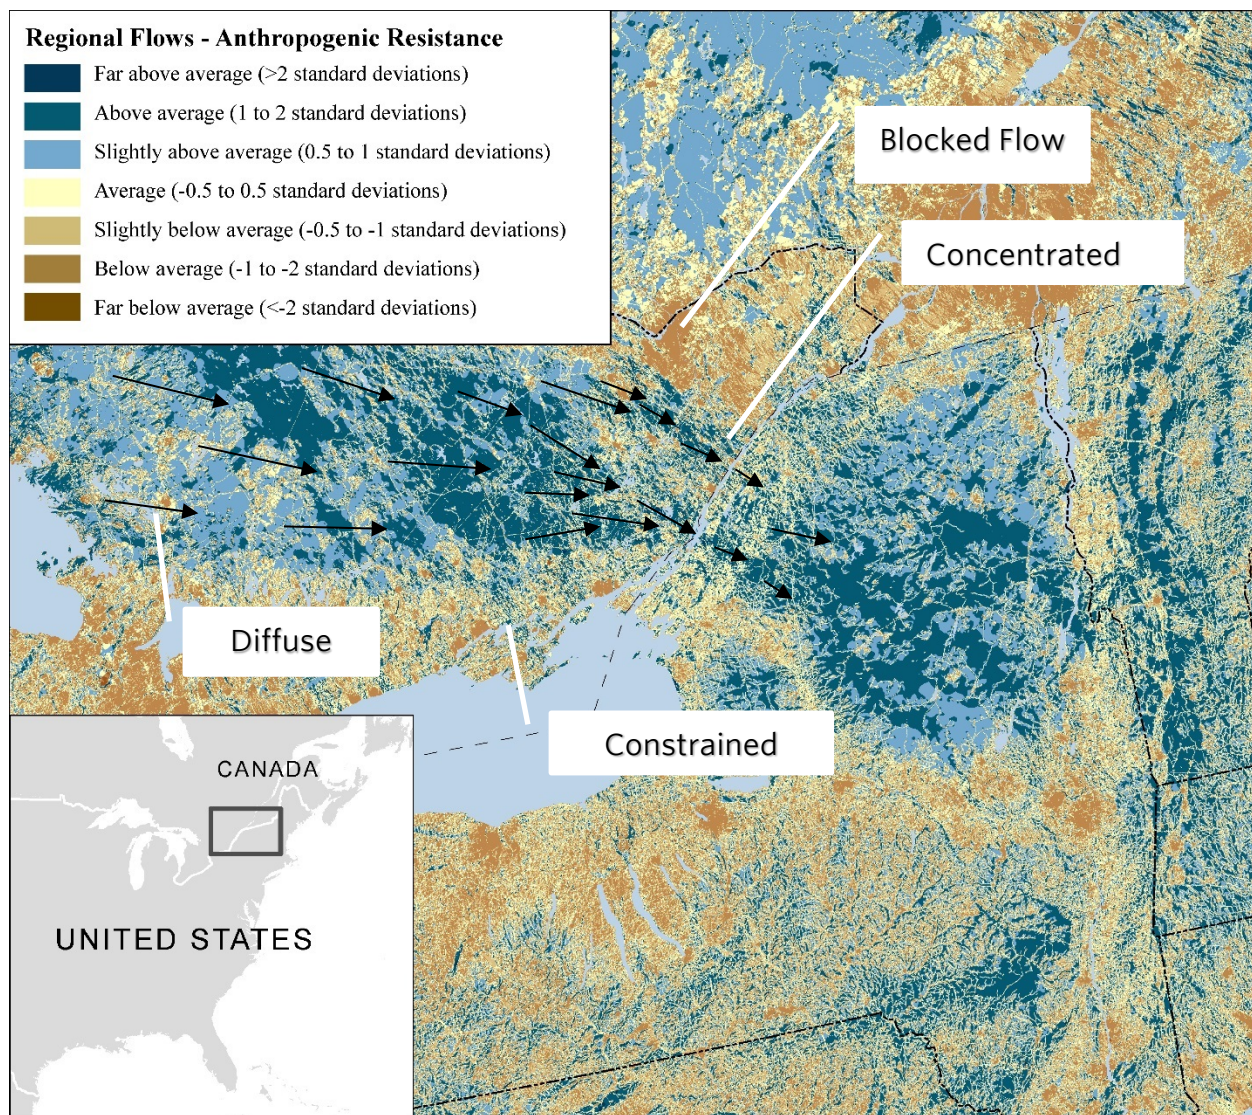 Regional Flows - Anthropogenic Resistance
Far above average (>2 standard deviations)
Above average (1 to 2 standard deviations)
Slightly above average (0.5 to 1 standard deviations)
Average (-0.5 to 0.5 standard deviations)
Slightly below average (-0.5 to -1 standard deviations)
Below average (-1 to -2 standard deviations)
Far below average (<-2 standard deviations)
Blocked Flow
Concentrated
Diffuse
Constrained
CANADA
UNITED STATES